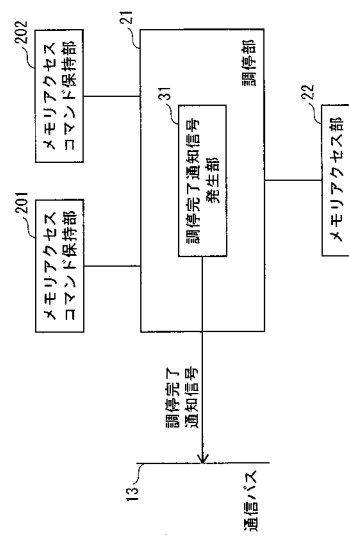 201
メモリアクセス
コマンド保持部
202
メモリアクセス
コマンド保持部
21
31
調停完了通知信号
発生部
調停部
調停完了
通知信号
13
通信バス
22
メモリアクセス部